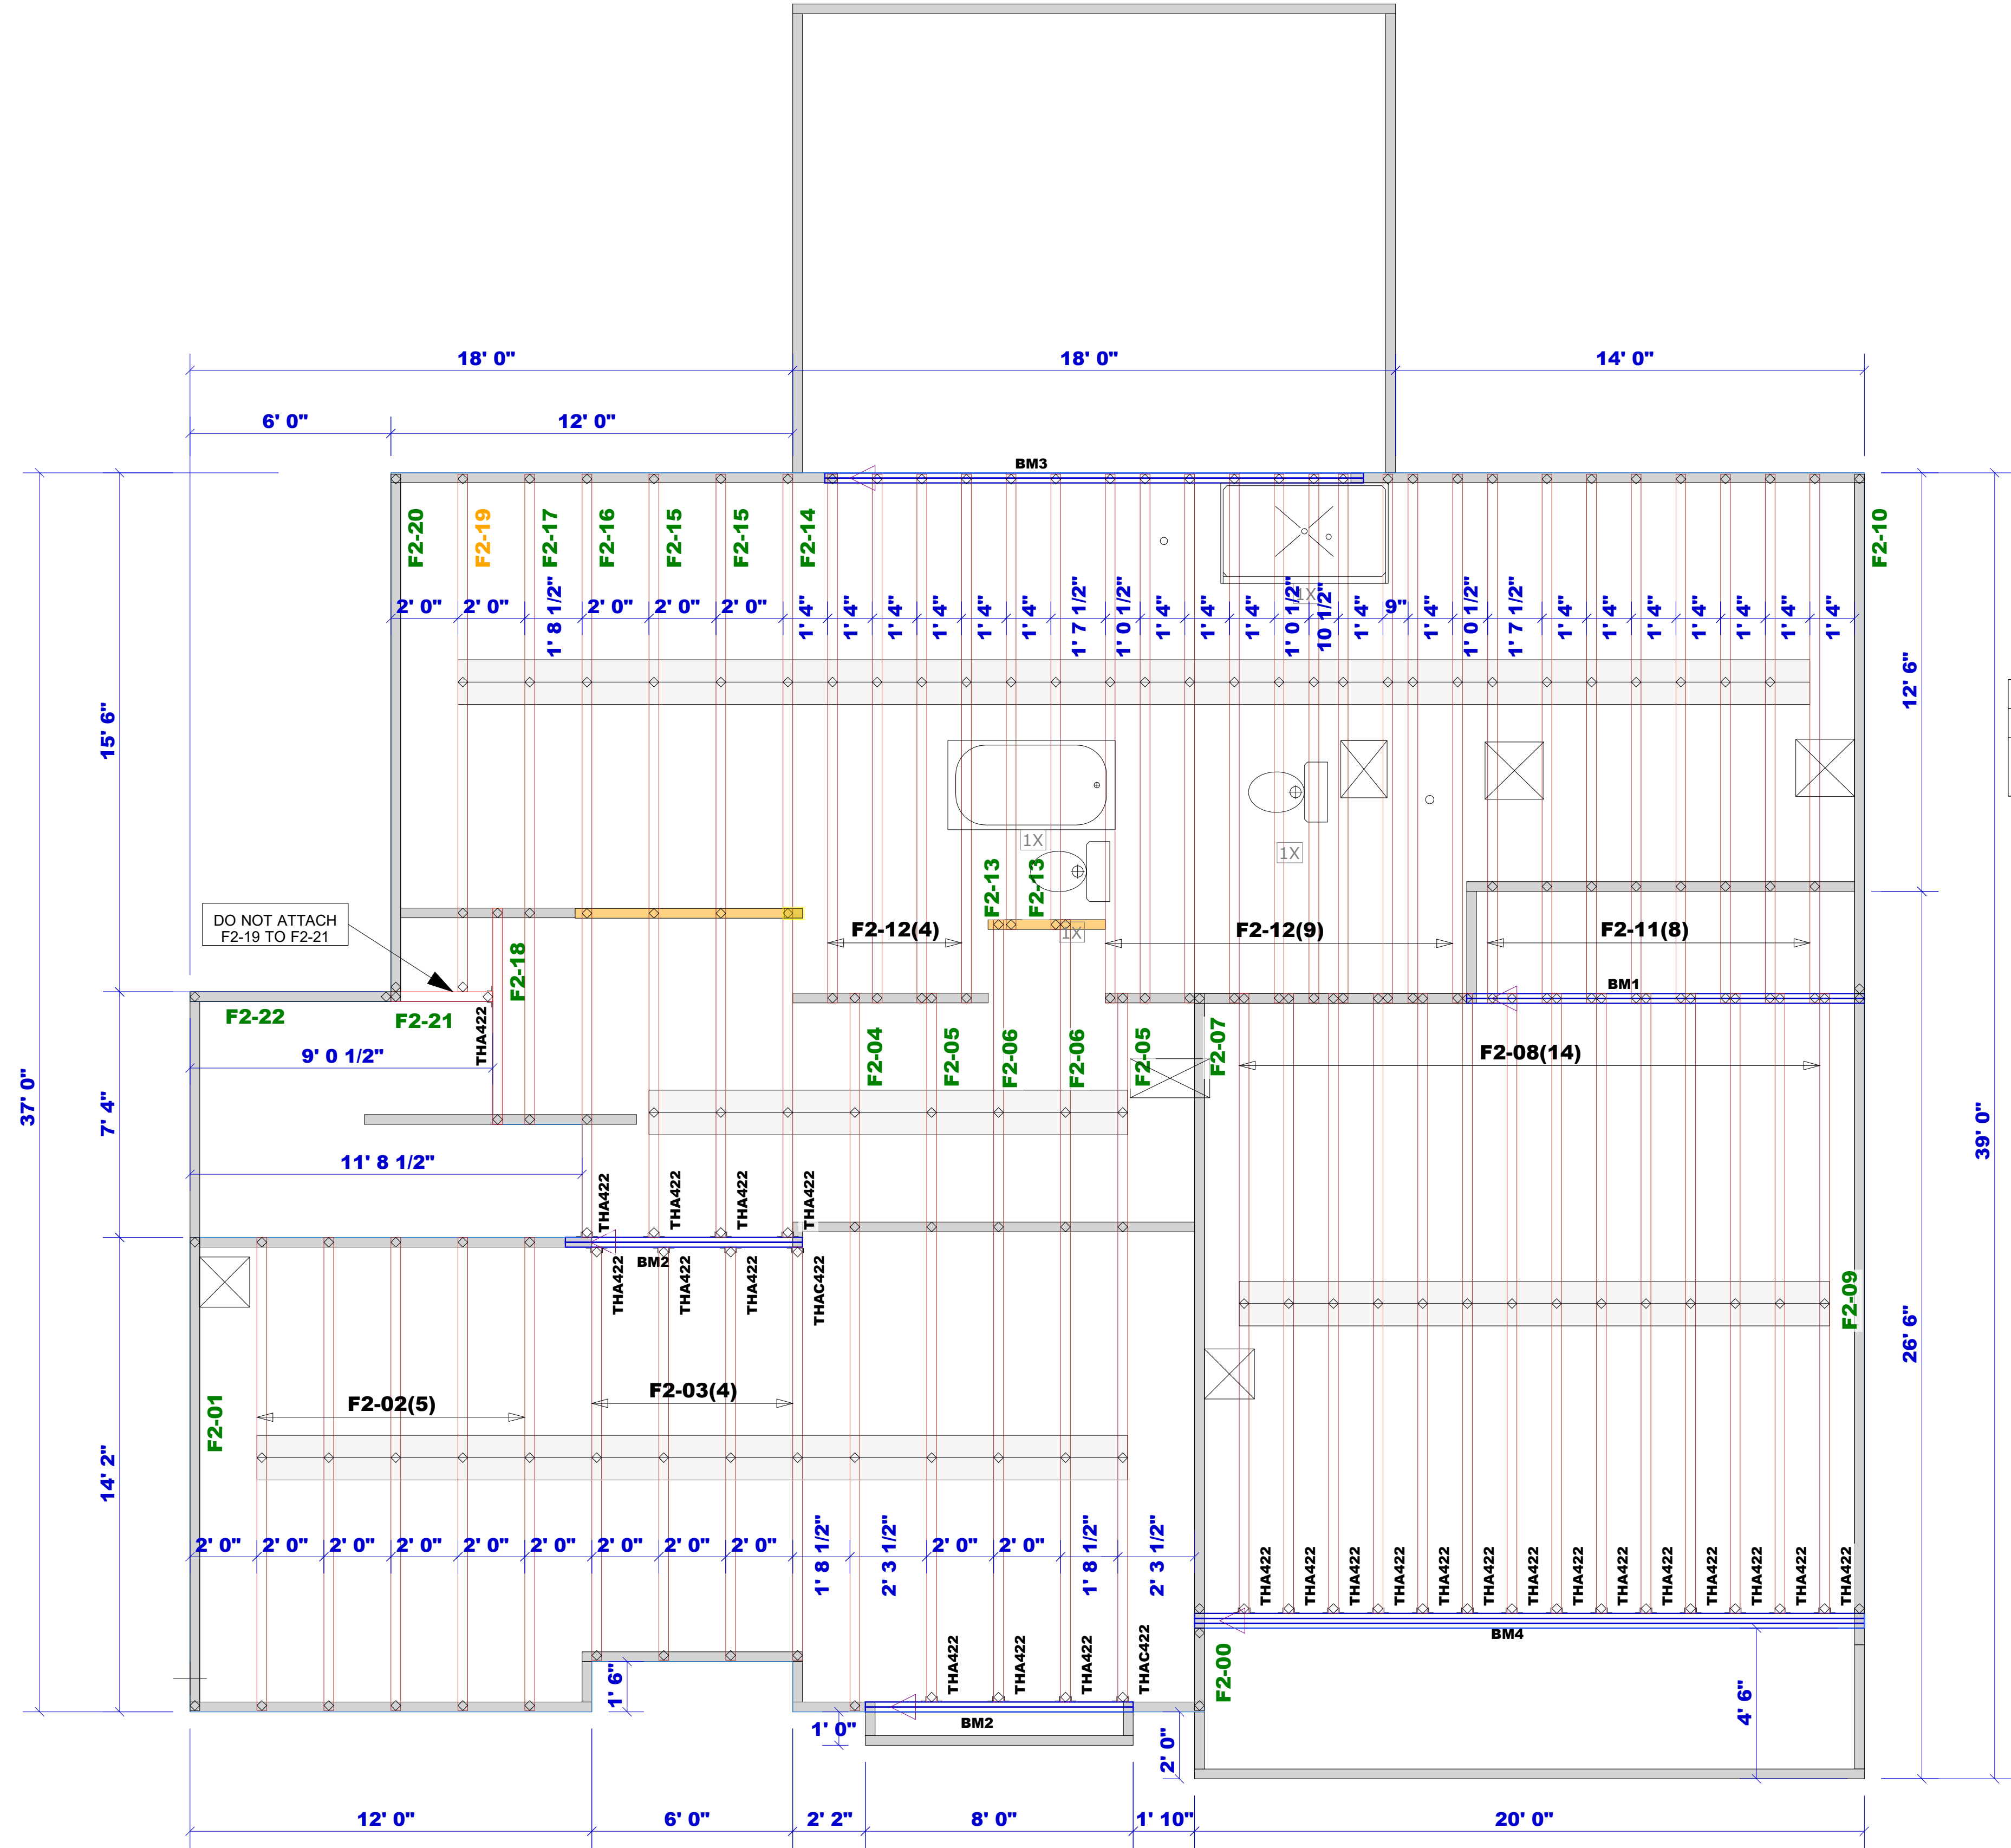 18' 0"
18' 0"
14' 0"
6' 0"
12' 0"
BM3
F2-20
F2-19
F2-17
F2-16
F2-15
F2-15
F2-14
F2-10
2' 0"
2' 0"
1' 8 1/2"
2' 0"
2' 0"
2' 0"
1' 4"
1' 4"
1' 4"
1' 4"
1' 4"
1' 4"
1' 7 1/2"
1' 0 1/2"
1' 4"
1' 4"
1' 4"
1' 0 1/2"
10 1/2"
1' 4"
9"
1' 4"
1' 0 1/2"
1' 7 1/2"
1' 4"
1' 4"
1' 4"
1' 4"
1' 4"
1' 4"
1' 4"
1X
12' 6"
15' 6"
1X
1X
F2-13
F2-13
1X
DO NOT ATTACH
F2-19 TO F2-21
F2-12(4)
F2-12(9)
F2-11(8)
F2-18
BM1
F2-22
F2-21
THA422
9' 0 1/2"
F2-04
F2-05
F2-06
F2-06
F2-05
F2-07
F2-08(14)
37' 0"
7' 4"
39' 0"
11' 8 1/2"
THA422
THA422
THA422
THA422
BM2
THA422
THA422
THA422
THAC422
F2-09
26' 6"
F2-01
F2-02(5)
F2-03(4)
14' 2"
2' 0"
2' 0"
2' 0"
2' 0"
2' 0"
2' 0"
2' 0"
2' 0"
2' 0"
1' 8 1/2"
2' 3 1/2"
2' 0"
2' 0"
1' 8 1/2"
2' 3 1/2"
THA422
THA422
THA422
THA422
THA422
THA422
THA422
THA422
THA422
THA422
THA422
THA422
THA422
THA422
BM4
THA422
THA422
THA422
THAC422
F2-00
1' 6"
1' 0"
BM2
2' 0"
4' 6"
12' 0"
6' 0"
2' 2"
8' 0"
1' 10"
20' 0"